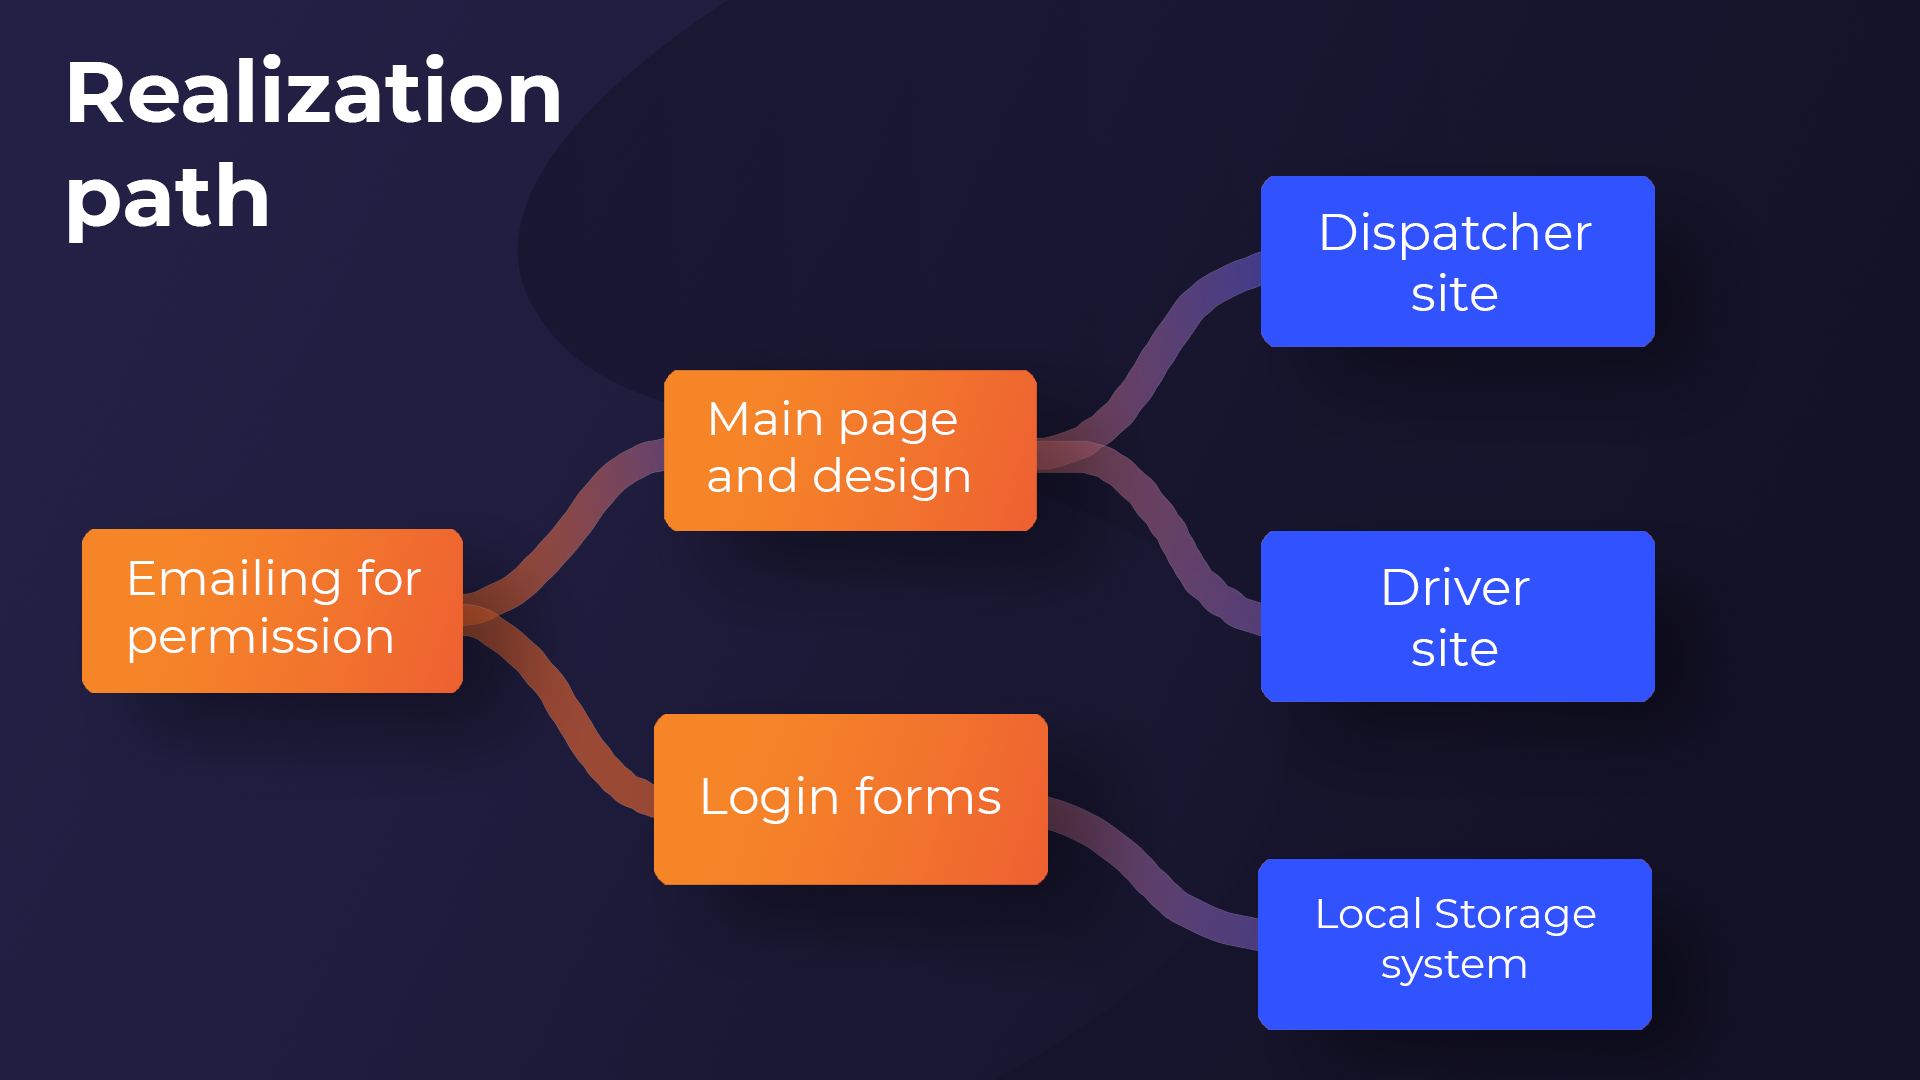 Realization
path
Emailing for
permission
Main page
and design
Login forms
Dispatcher
site
Driver
site
Local Storage
system